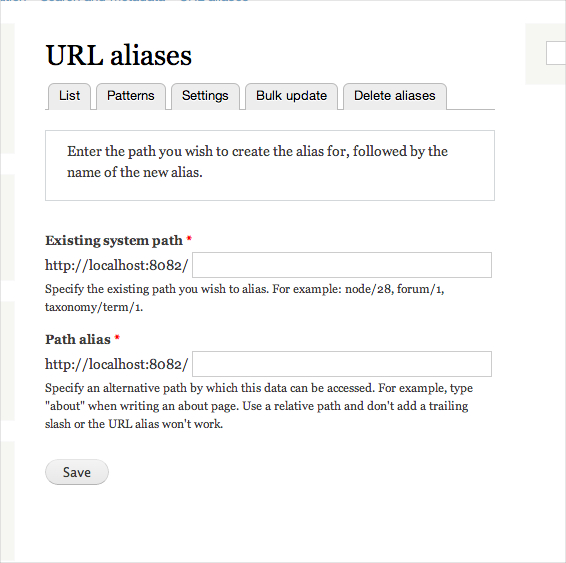 URL aliases
List Patterns Settings Bulk update Delete aliases
Enter the path you wish to create the alias for, followed by the
name of the new alias.
Existing system path *
http://localhost:8082/
Specify the existing path you wish to alias. For example: node/28, forum/1,
taxonomy/term/1.
Path alias *
http://localhost:8082/
Specify an alternative path by which this data can be accessed. For example, type
"about" when writing an about page. Use a relative path and don't add a trailing
slash or the URL alias won't work.
Save